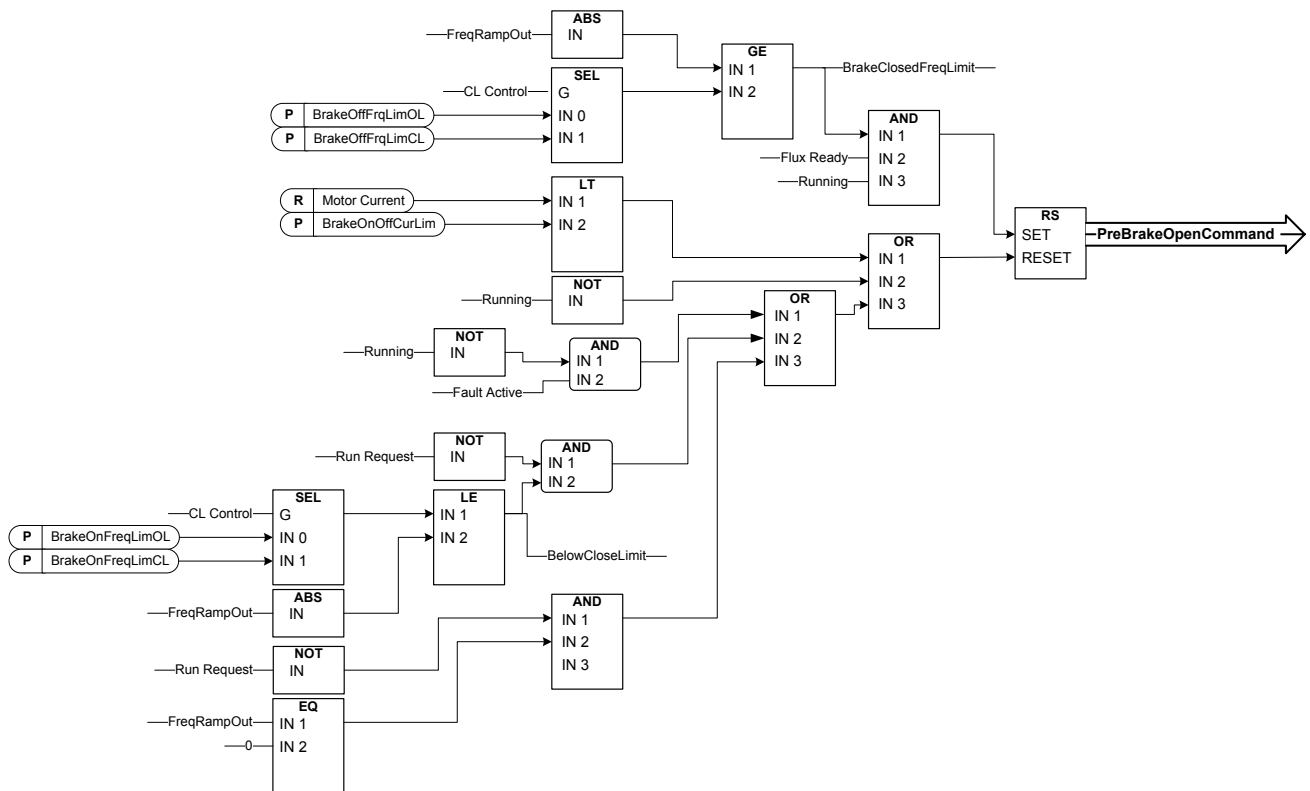 ABS
FreqRampOut
IN
GE
IN 1
IN 2
BrakeClosedFreqLimit
SEL
CL Control
G
P BrakeOffFrqLimOL
IN 0
P BrakeOffFrqLimCL
IN 1
AND
IN 1
Flux Ready
IN 2
Running
IN 3
LT
R Motor Current
IN 1
P BrakeOnOffCurLim
IN 2
RS
SET
RESET
PreBrakeOpenCommand
OR
IN 1
IN 2
IN 3
NOT
Running
IN
OR
IN 1
IN 2
IN 3
NOT
Running
IN
AND
IN 1
IN 2
Fault Active
NOT
Run Request
IN
AND
IN 1
IN 2
SEL
CL Control
G
P BrakeOnFreqLimOL
IN 0
P BrakeOnFreqLimCL
IN 1
LE
IN 1
IN 2
BelowCloseLimit
ABS
FreqRampOut
IN
AND
IN 1
IN 2
IN 3
NOT
Run Request
IN
EQ
FreqRampOut
IN 1
0
IN 2